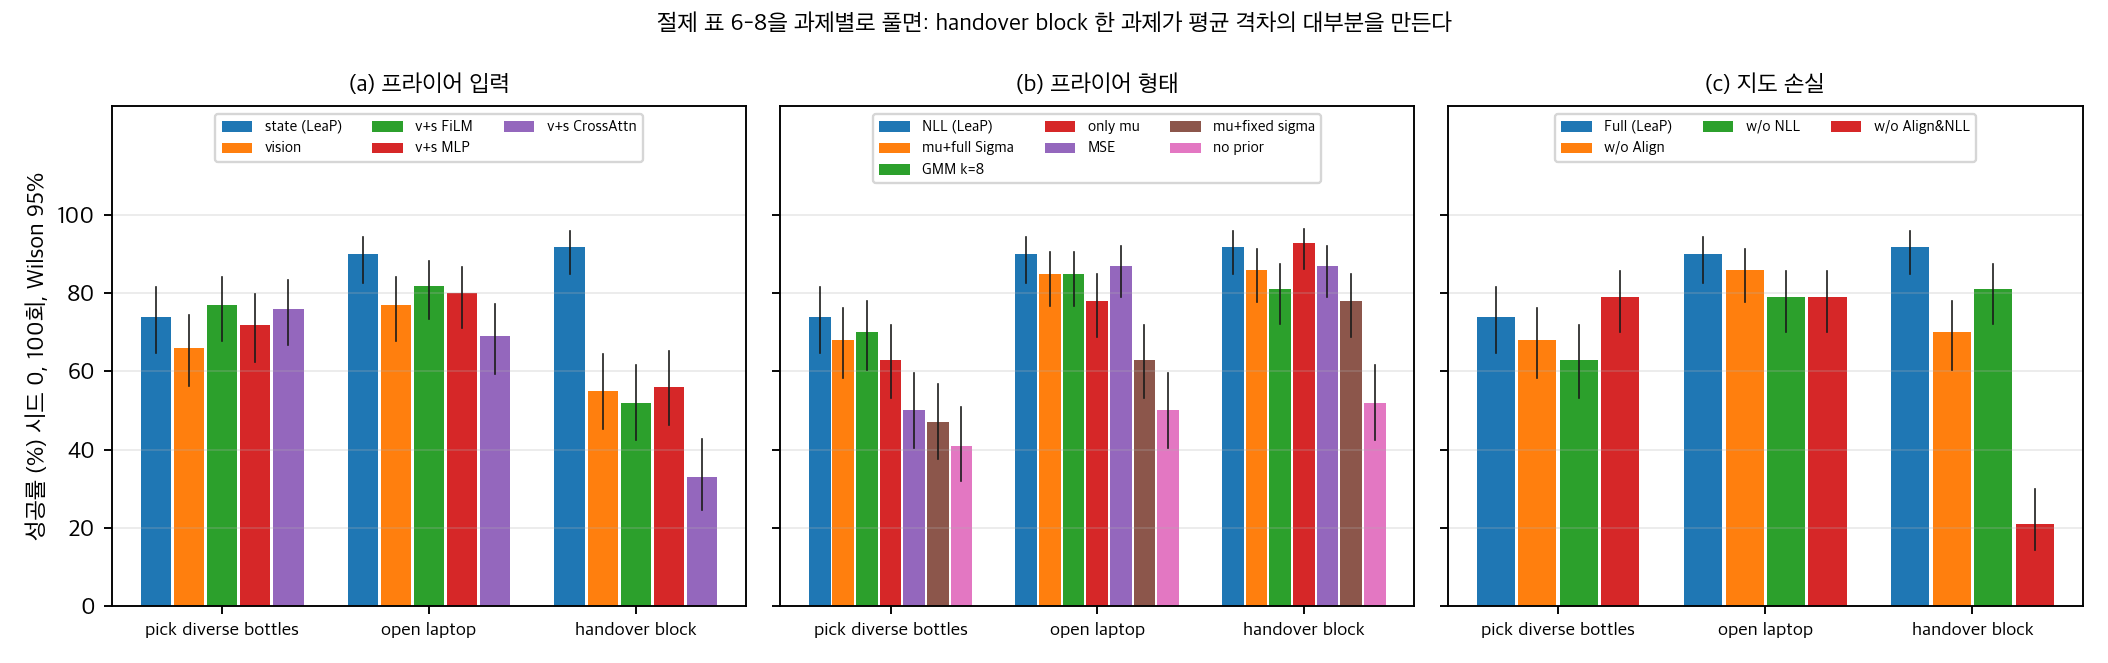 절제 표 6-8을 과제별로 풀면: handover block 한 과제가 평균 격차의 대부분을 만든다
(a) 프라이어 입력
state (LeaP)
vision
v+s FiLM
v+s MLP
v+s CrossAttn
성공률 (%) 시드 0, 100회, Wilson 95%
100
80
60
40
20
0
pick diverse bottles
open laptop
handover block
(b) 프라이어 형태
NLL (LeaP)
mu+full Sigma
GMM k=8
only mu
MSE
mu+fixed sigma
no prior
pick diverse bottles
open laptop
handover block
(c) 지도 손실
Full (LeaP)
w/o Align
w/o NLL
w/o Align&NLL
pick diverse bottles
open laptop
handover block